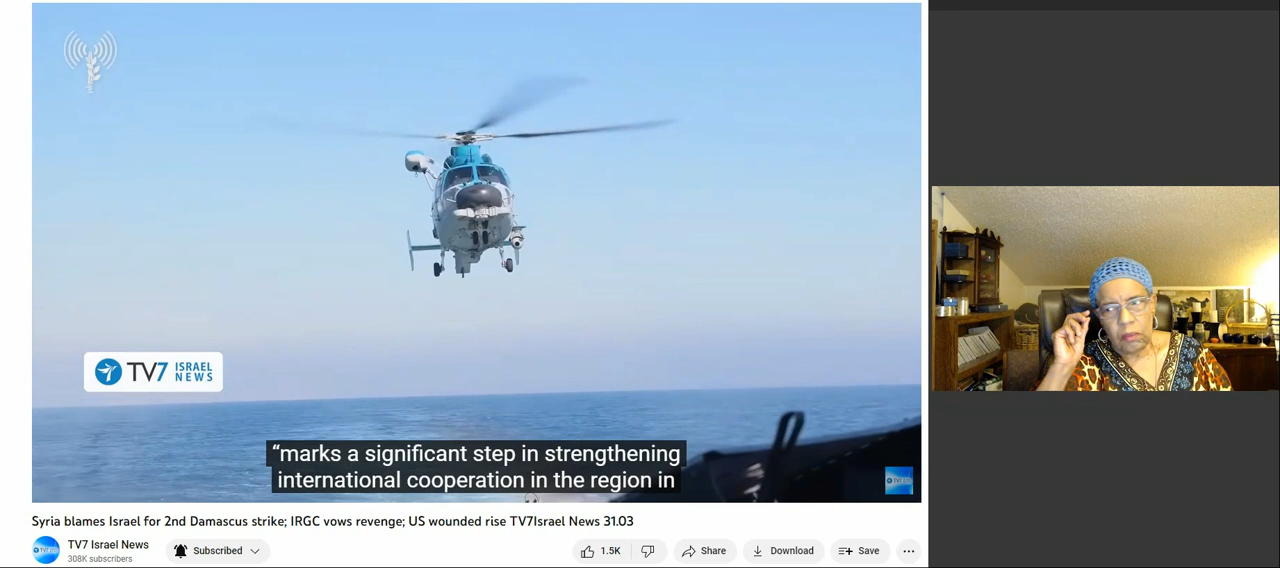 TV7 ISRAEL
NEWS
“marks a significant step in strengthening
international cooperation in the region in
Syria blames Israel for 2nd Damascus strike; IRGC vows revenge; US wounded rise TV7Israel News 31.03
TV7 Israel News
308K subscribers
Subscribed
1.5K
Share
Download
Save